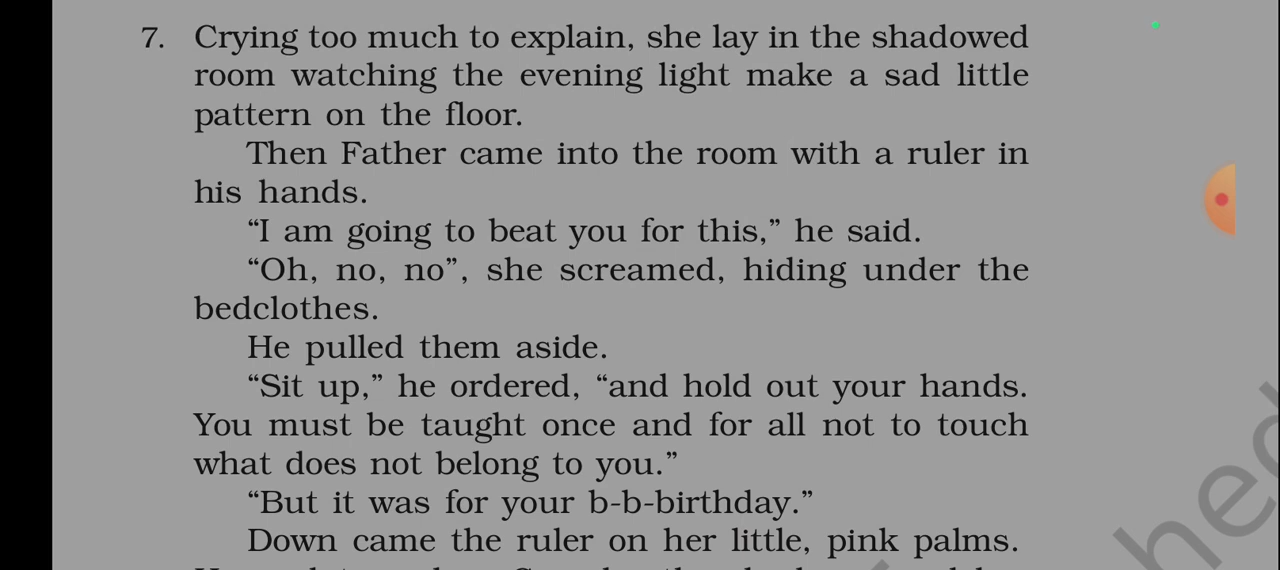 7. Crying too much to explain, she lay in the shadowed
room watching the evening light make a sad little
pattern on the floor.
Then Father came into the room with a ruler in
his hands.
“I am going to beat you for this,” he said.
“Oh, no, no”, she screamed, hiding under the
bedclothes.
He pulled them aside.
“Sit up,” he ordered, “and hold out your hands.
You must be taught once and for all not to touch
what does not belong to you.”
“But it was for your b-b-birthday.”
Down came the ruler on her little, pink palms.
hed